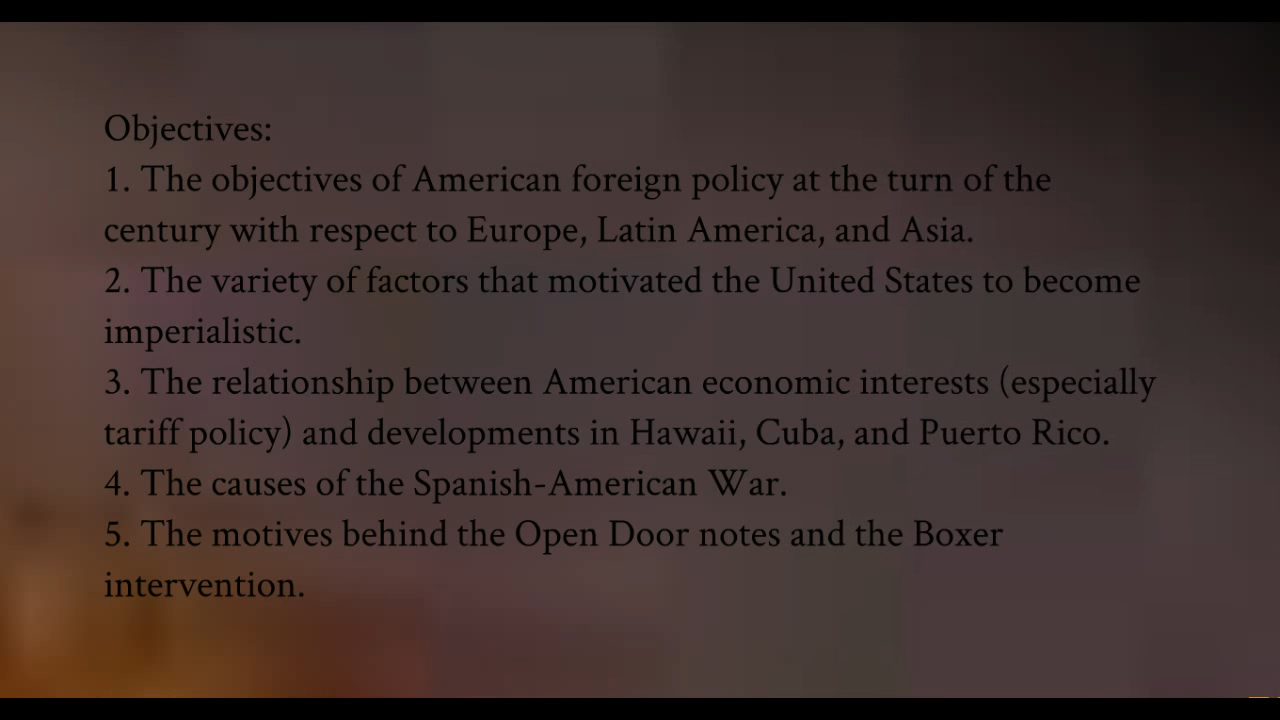 Objectives:
1. The objectives of American foreign policy at the turn of the
century with respect to Europe, Latin America, and Asia.
2. The variety of factors that motivated the United States to become
imperialistic.
3. The relationship between American economic interests (especially
tariff policy) and developments in Hawaii, Cuba, and Puerto Rico.
4. The causes of the Spanish-American War.
5. The motives behind the Open Door notes and the Boxer
intervention.